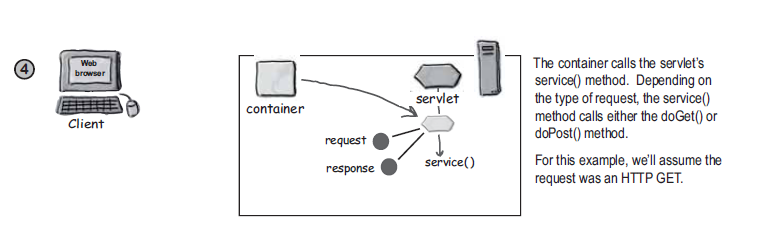 4
Web
browser
Client
container
servlet
request
response
service()
The container calls the servlet's
service() method. Depending on
the type of request, the service()
method calls either the doGet() or
doPost() method.
For this example, we'll assume the
request was an HTTP GET.